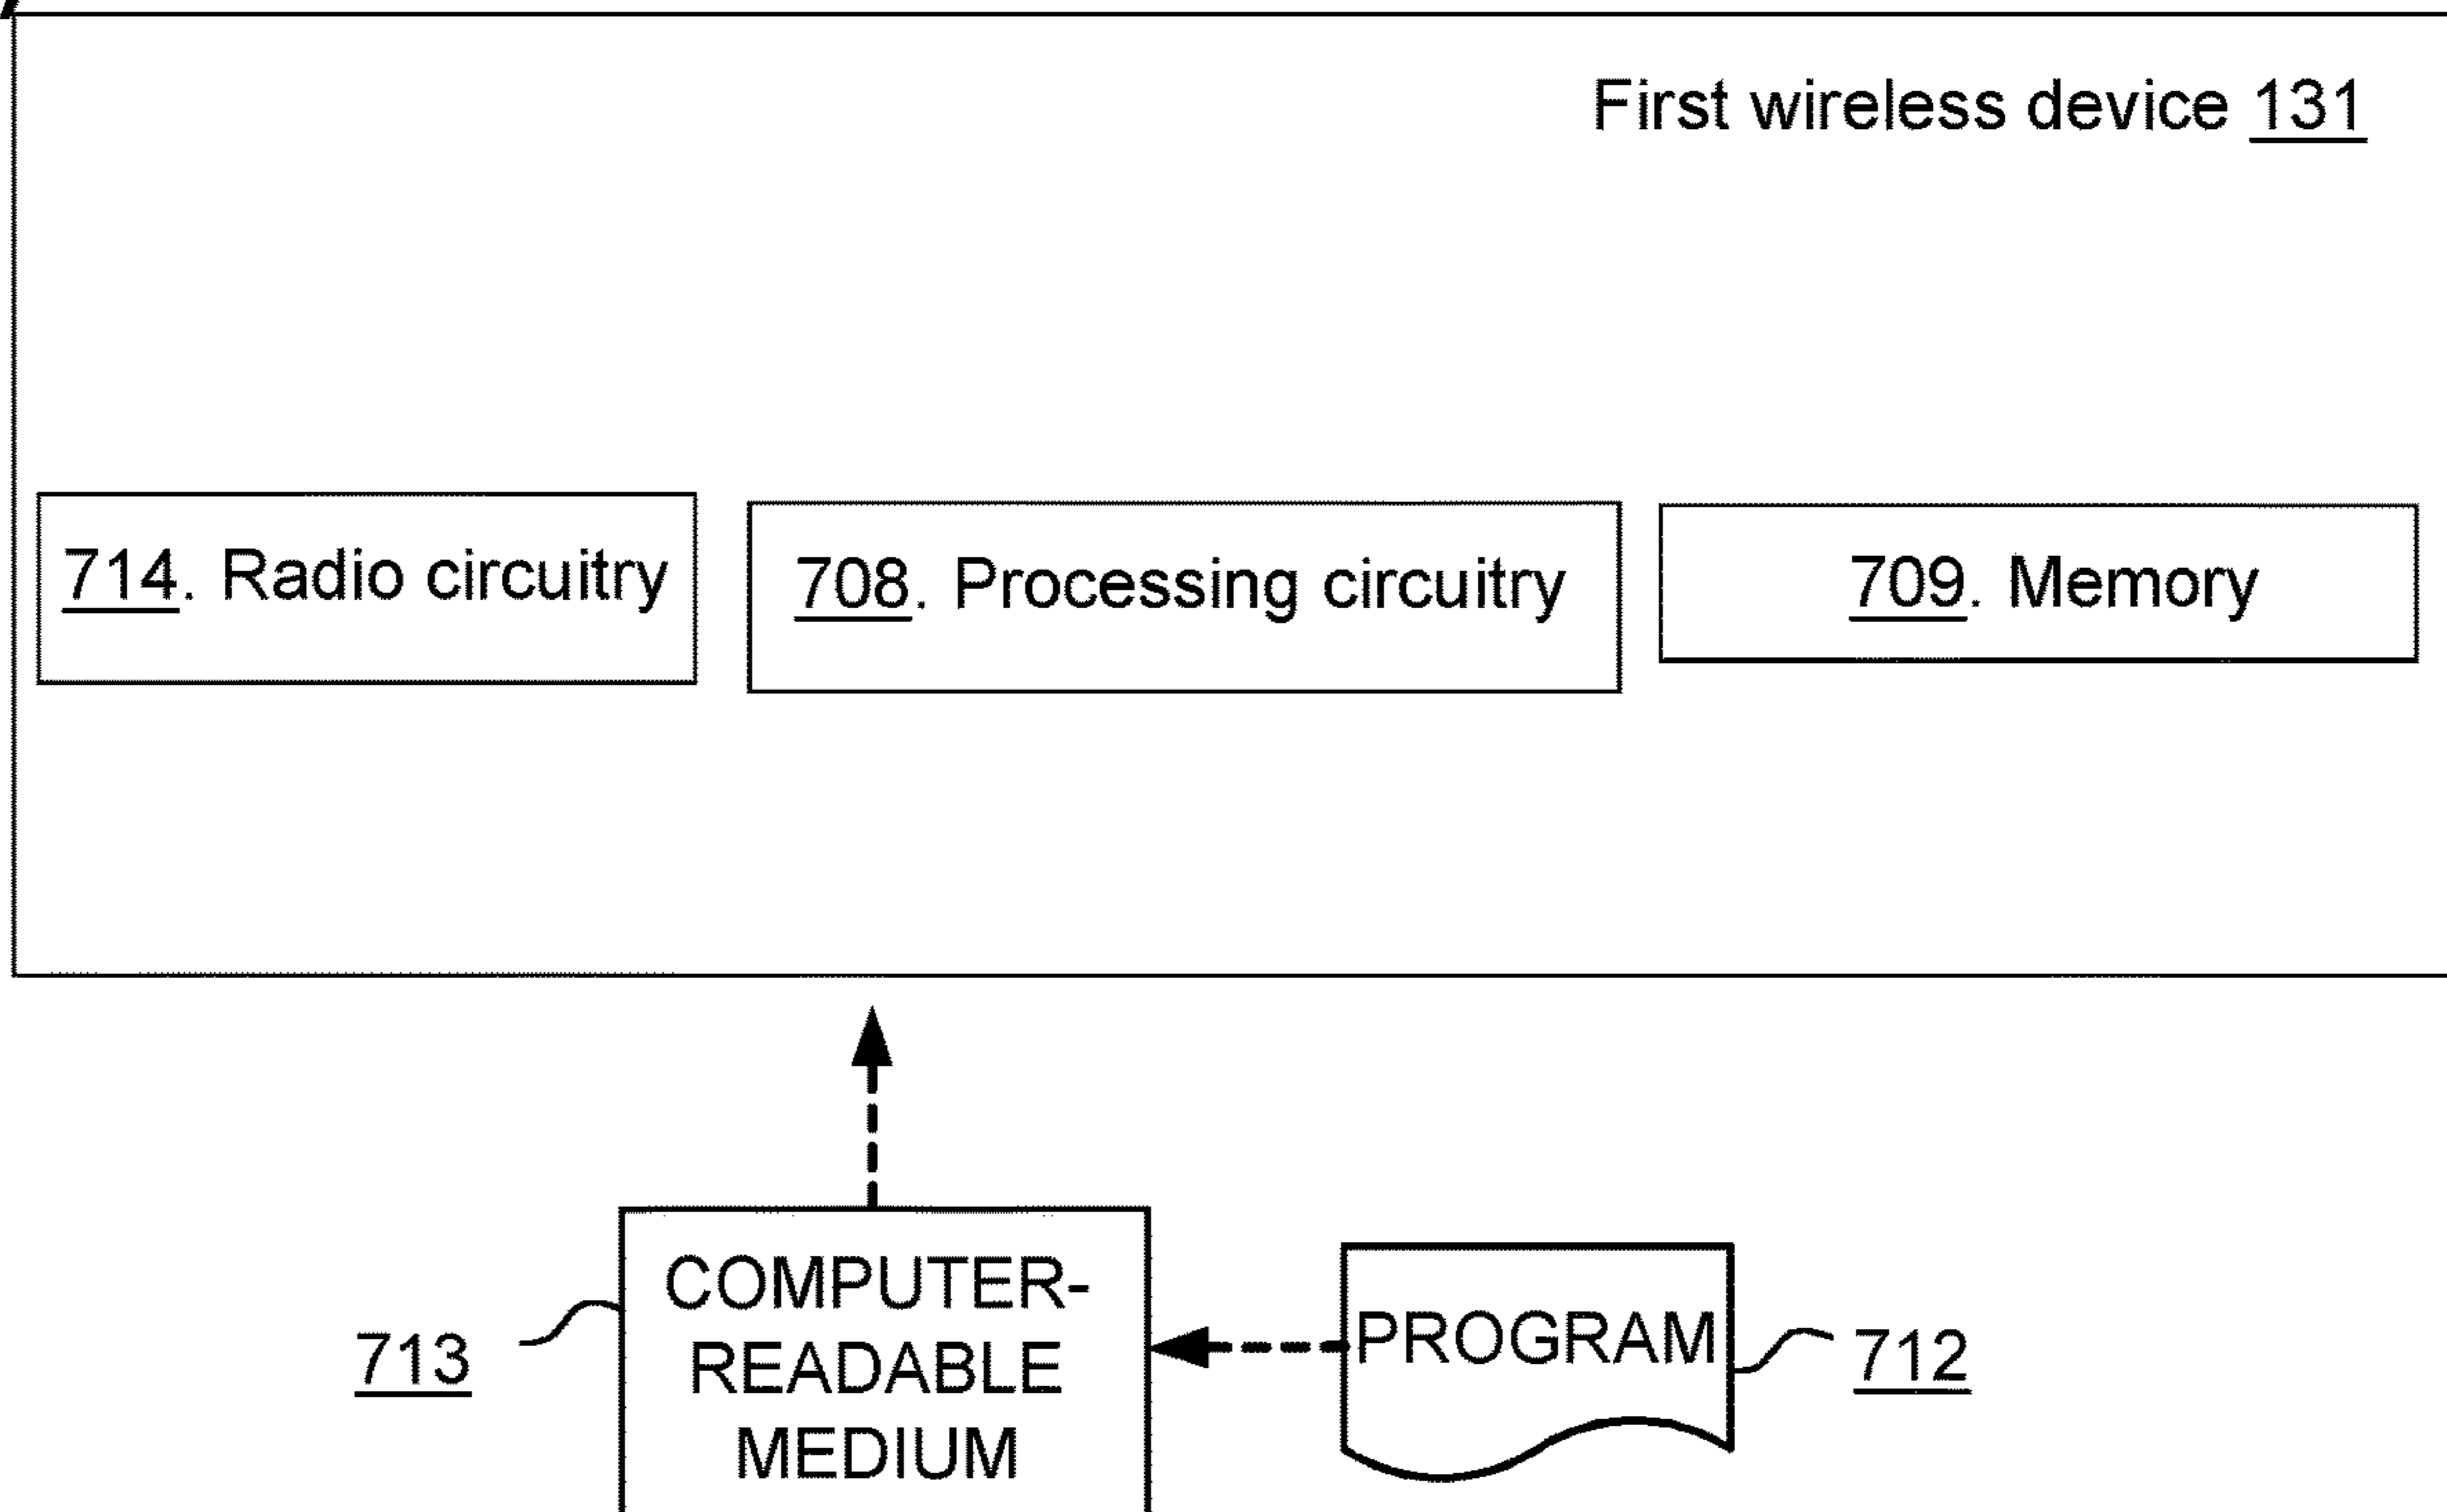 First wireless device 131
714. Radio circuitry
708. Processing circuitry
709. Memory
COMPUTER-
READABLE
MEDIUM
713
PROGRAM
712